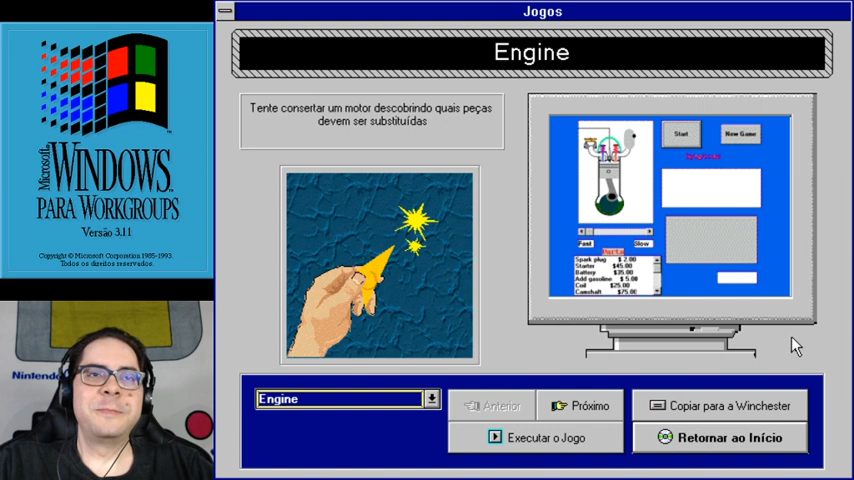 Microsoft
WINDOWS
PARA WORKGROUPS
Versão 3.11
Copyright © Microsoft Corporation 1985-1993.
Todos os direitos reservados.
Nintendo
Jogos
Engine
Tente consertar um motor descobrindo quais peças
devem ser substituídas
Start
New Game
Fast
Slow
Parts
Spark plug $ 2.00
Starter $45.00
Battery $35.00
Add gasoline $ 5.00
Coil $25.00
Camshaft $75.00
Engine
Anterior
Próximo
Copiar para a Winchester
Executar o Jogo
Retornar ao Início